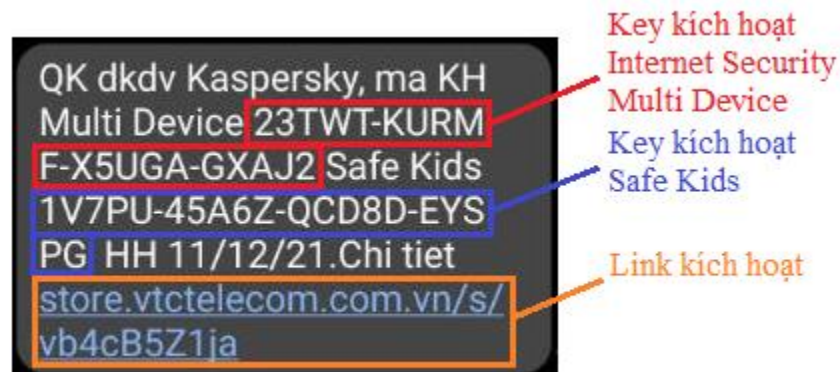 QK dkdv Kaspersky, ma KH
Multi Device 23TWT-KURM
F-X5UGA-GXAJ2 Safe Kids
1V7PU-45A6Z-QCD8D-EYS
PG HH 11/12/21.Chi tiet
store.vtctelecom.com.vn/s/
vb4cB5Z1ja
Key kích hoạt
Internet Security
Multi Device
Key kích hoạt
Safe Kids
Link kích hoạt